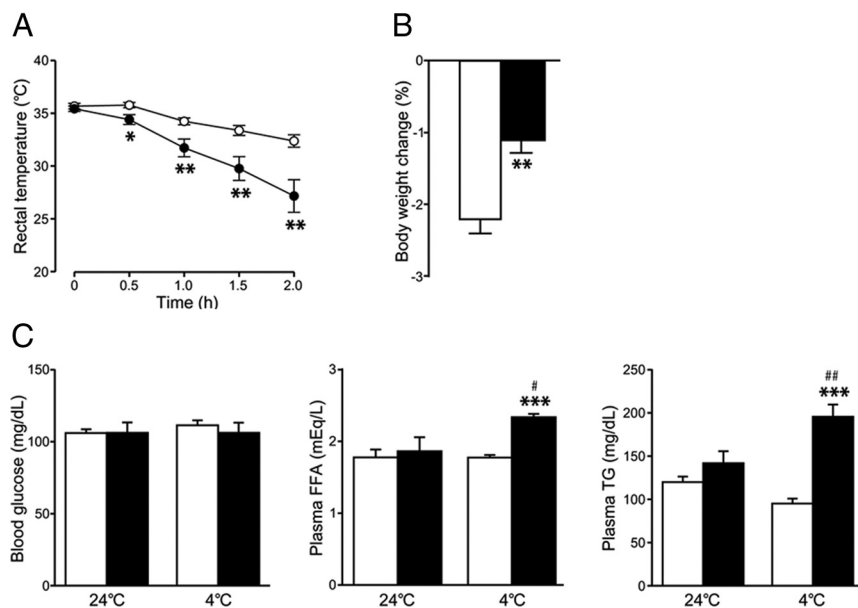 A
Rectal temperature (°C)
40
35
30
25
20
*
**
**
**
0
0.5
1.0
1.5
2.0
Time (h)
B
Body weight change (%)
0
-1
-2
-3
**
C
Blood glucose (mg/dL)
150
100
50
0
24°C
4°C
Plasma FFA (mEq/L)
3
2
1
0
#
***
24°C
4°C
Plasma TG (mg/dL)
250
200
150
100
50
0
##
***
24°C
4°C